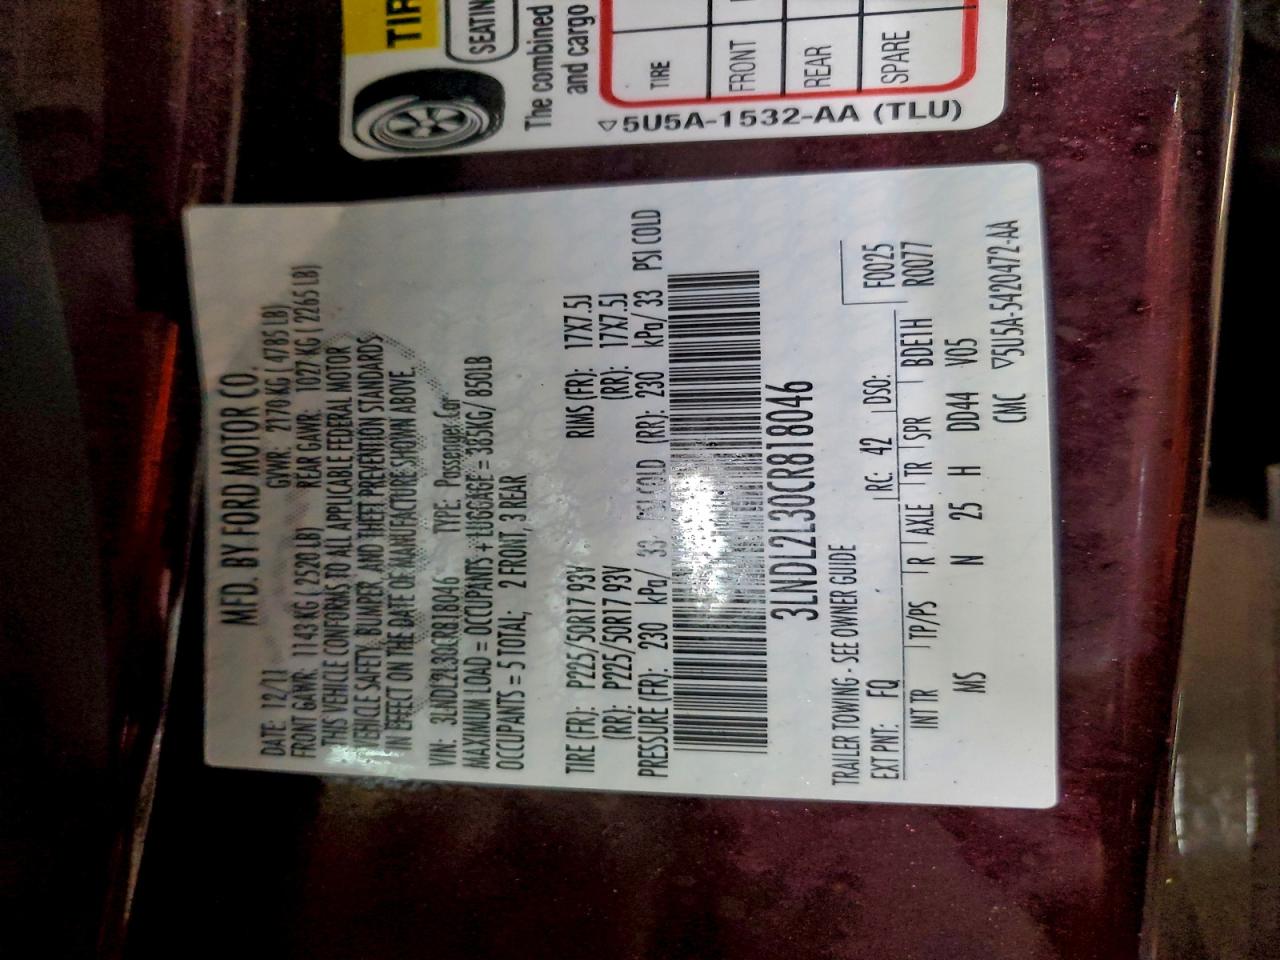 TIR
SEATIN
The combined
and cargo
TIRE
FRONT
REAR
SPARE
▽5U5A-1532-AA (TLU)
MFD. BY FORD MOTOR CO.
DATE: 12/11 GVWR: 2170 KG ( 4785 LB)
FRONT GAWR: 1143 KG ( 2520 LB) REAR GAWR: 1027 KG ( 2265 LB)
THIS VEHICLE CONFORMS TO ALL APPLICABLE FEDERAL MOTOR
VEHICLE SAFETY, BUMPER, AND THEFT PREVENTION STANDARDS
IN EFFECT ON THE DATE OF MANUFACTURE SHOWN ABOVE.
VIN: 3LNDL2L30CR818046 TYPE: Passenger Car
MAXIMUM LOAD = OCCUPANTS + LUGGAGE = 385KG/ 850LB
OCCUPANTS = 5 TOTAL; 2 FRONT, 3 REAR
TIRE (FR): P225/50R17 93V RIMS (FR): 17X7.5J
(RR): P225/50R17 93V (RR): 17X7.5J
PRESSURE (FR): 230 kPa/ 33 PSI COLD (RR): 230 kPa/ 33 PSI COLD
3LNDL2L30CR818046
F0025
R0077
TRAILER TOWING - SEE OWNER GUIDE
EXT PNT: FQ RC: 42 DSO:
INT TR TP/PS R AXLE TR SPR BDEIH
MS N 25 H DD44 V05
CMC ▽5U5A-5420472-AA